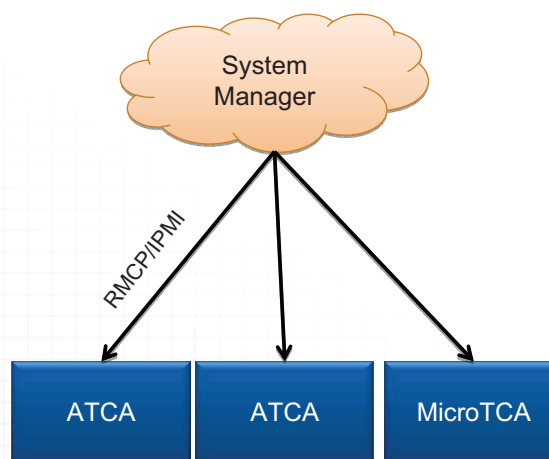 System
Manager
RMCP/IPMI
ATCA
ATCA
MicroTCA